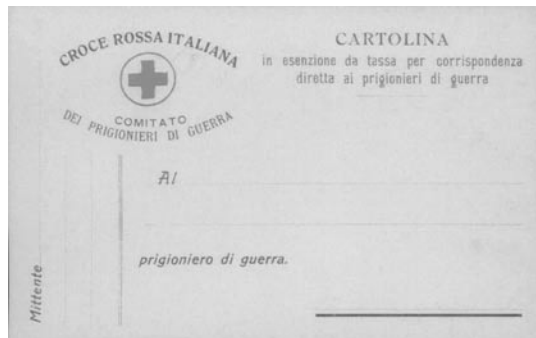 CROCE ROSSA ITALIANA
COMITATO
DEI PRIGIONIERI DI GUERRA
CARTOLINA
in esenzione da tassa per corrispondenza
diretta ai prigionieri di guerra
Al
prigioniero di guerra.
Mittente